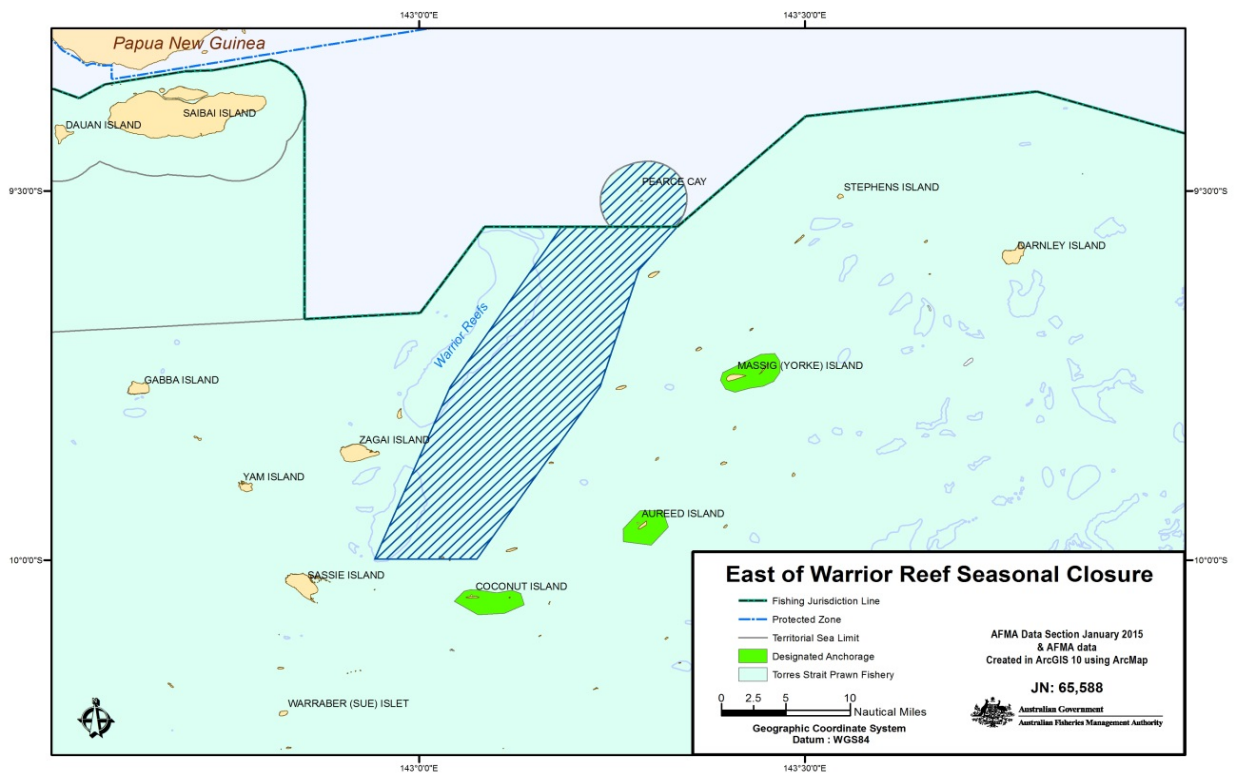 143°0'0"E
143°30'0"E
Papua New Guinea
SAIBAI ISLAND
DAUAN ISLAND
PEARCE CAY
STEPHENS ISLAND
9°30'0"S
9°30'0"S
DARNLEY ISLAND
Warrior Reefs
MASSIG (YORKE) ISLAND
GABBA ISLAND
ZAGAI ISLAND
YAM ISLAND
AUREED ISLAND
10°0'0"S
10°0'0"S
SASSIE ISLAND
COCONUT ISLAND
WARRABER (SUE) ISLET
East of Warrior Reef Seasonal Closure
Fishing Jurisdiction Line
Protected Zone
Territorial Sea Limit
Designated Anchorage
Torres Strait Prawn Fishery
0 2.5 5 10
Nautical Miles
Geographic Coordinate System
Datum : WGS84
AFMA Data Section January 2015
& AFMA data
Created in ArcGIS 10 using ArcMap
JN: 65,588
Australian Government
Australian Fisheries Management Authority
143°0'0"E
143°30'0"E